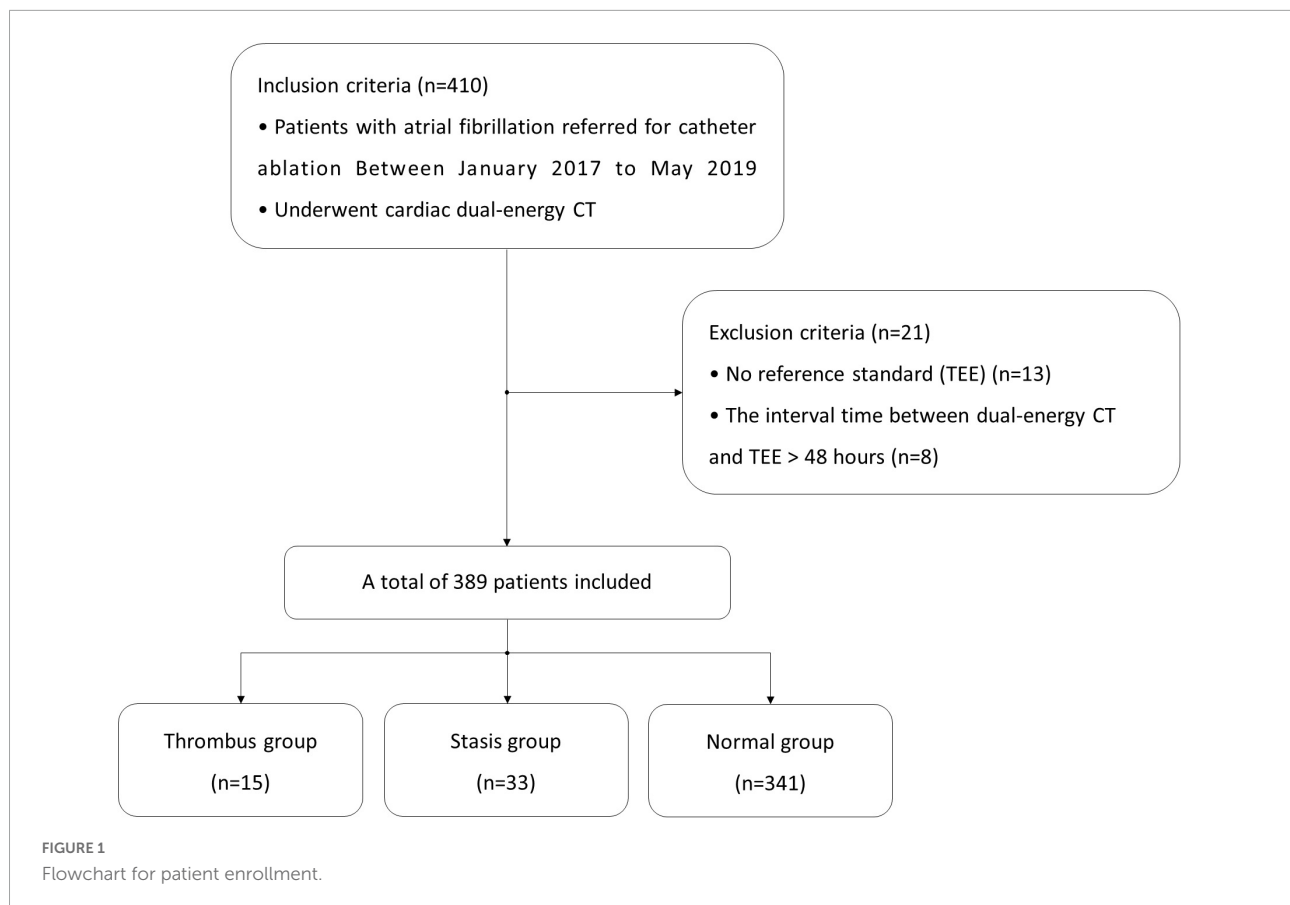 Inclusion criteria (n=410)
• Patients with atrial fibrillation referred for catheter
ablation Between January 2017 to May 2019
• Underwent cardiac dual-energy CT
Exclusion criteria (n=21)
• No reference standard (TEE) (n=13)
• The interval time between dual-energy CT
and TEE > 48 hours (n=8)
A total of 389 patients included
Thrombus group
(n=15)
Stasis group
(n=33)
Normal group
(n=341)
FIGURE 1
Flowchart for patient enrollment.